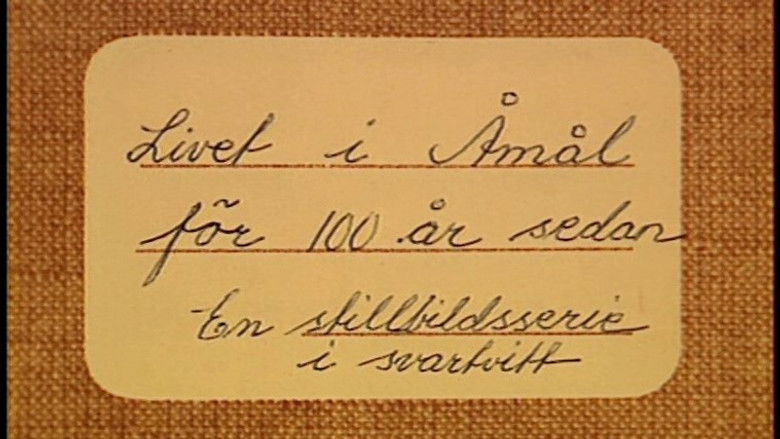 Livet i Åmål
för 100 år sedan
En stillbildsserie
i svartvitt